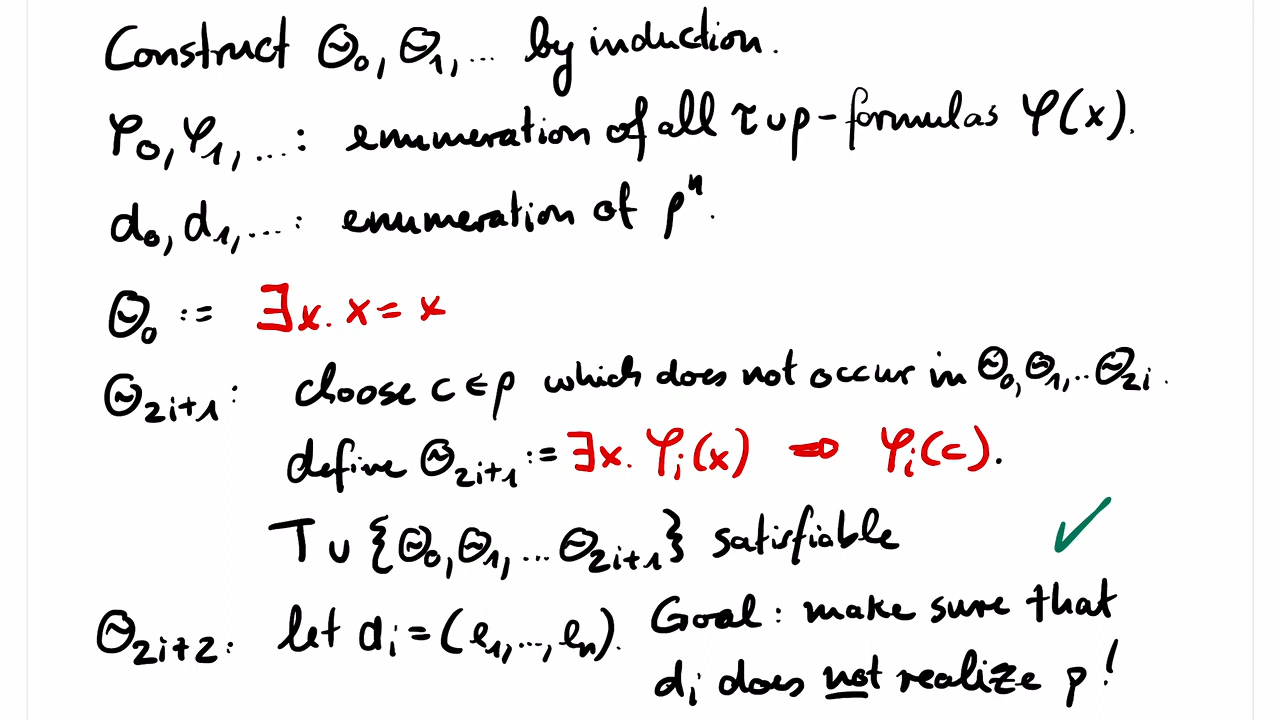 Construct Θ₀, Θ₁, ... by induction.
φ₀, φ₁, ...: enumeration of all τ ∪ ρ-formulas φ(x).
d₀, d₁, ...: enumeration of ρⁿ.
Θ₀ := ∃x. x = x
Θ₂ᵢ₊₁: choose c ∈ ρ which does not occur in Θ₀, Θ₁, .. Θ₂ᵢ.
define Θ₂ᵢ₊₁ := ∃x. φᵢ(x) ⇒ φᵢ(c).
T ∪ {Θ₀, Θ₁, ... Θ₂ᵢ₊₁} satisfiable ✓
Θ₂ᵢ₊₂: let dᵢ = (e₁, ..., eₙ). Goal: make sure that
dᵢ does not realize p!